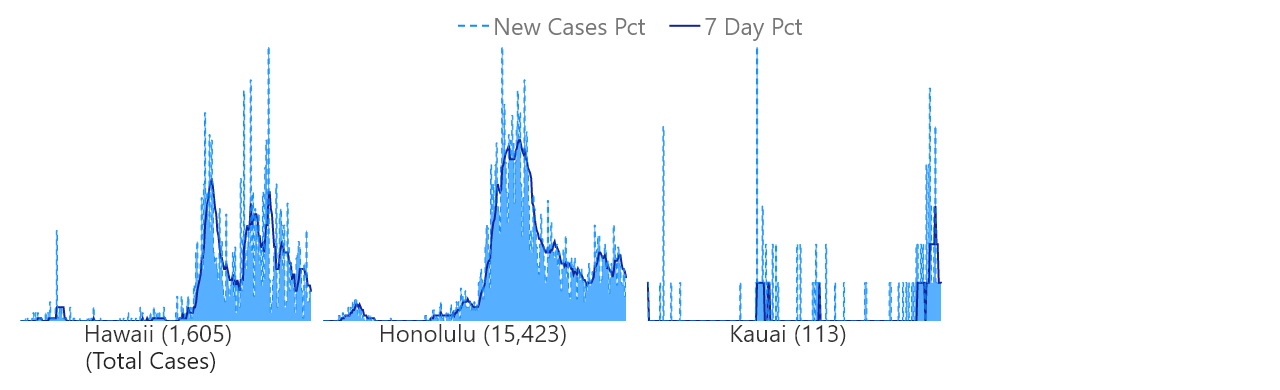 New Cases Pct 7 Day Pct
Hawaii (1,605) Honolulu (15,423) Kauai (113)
(Total Cases)